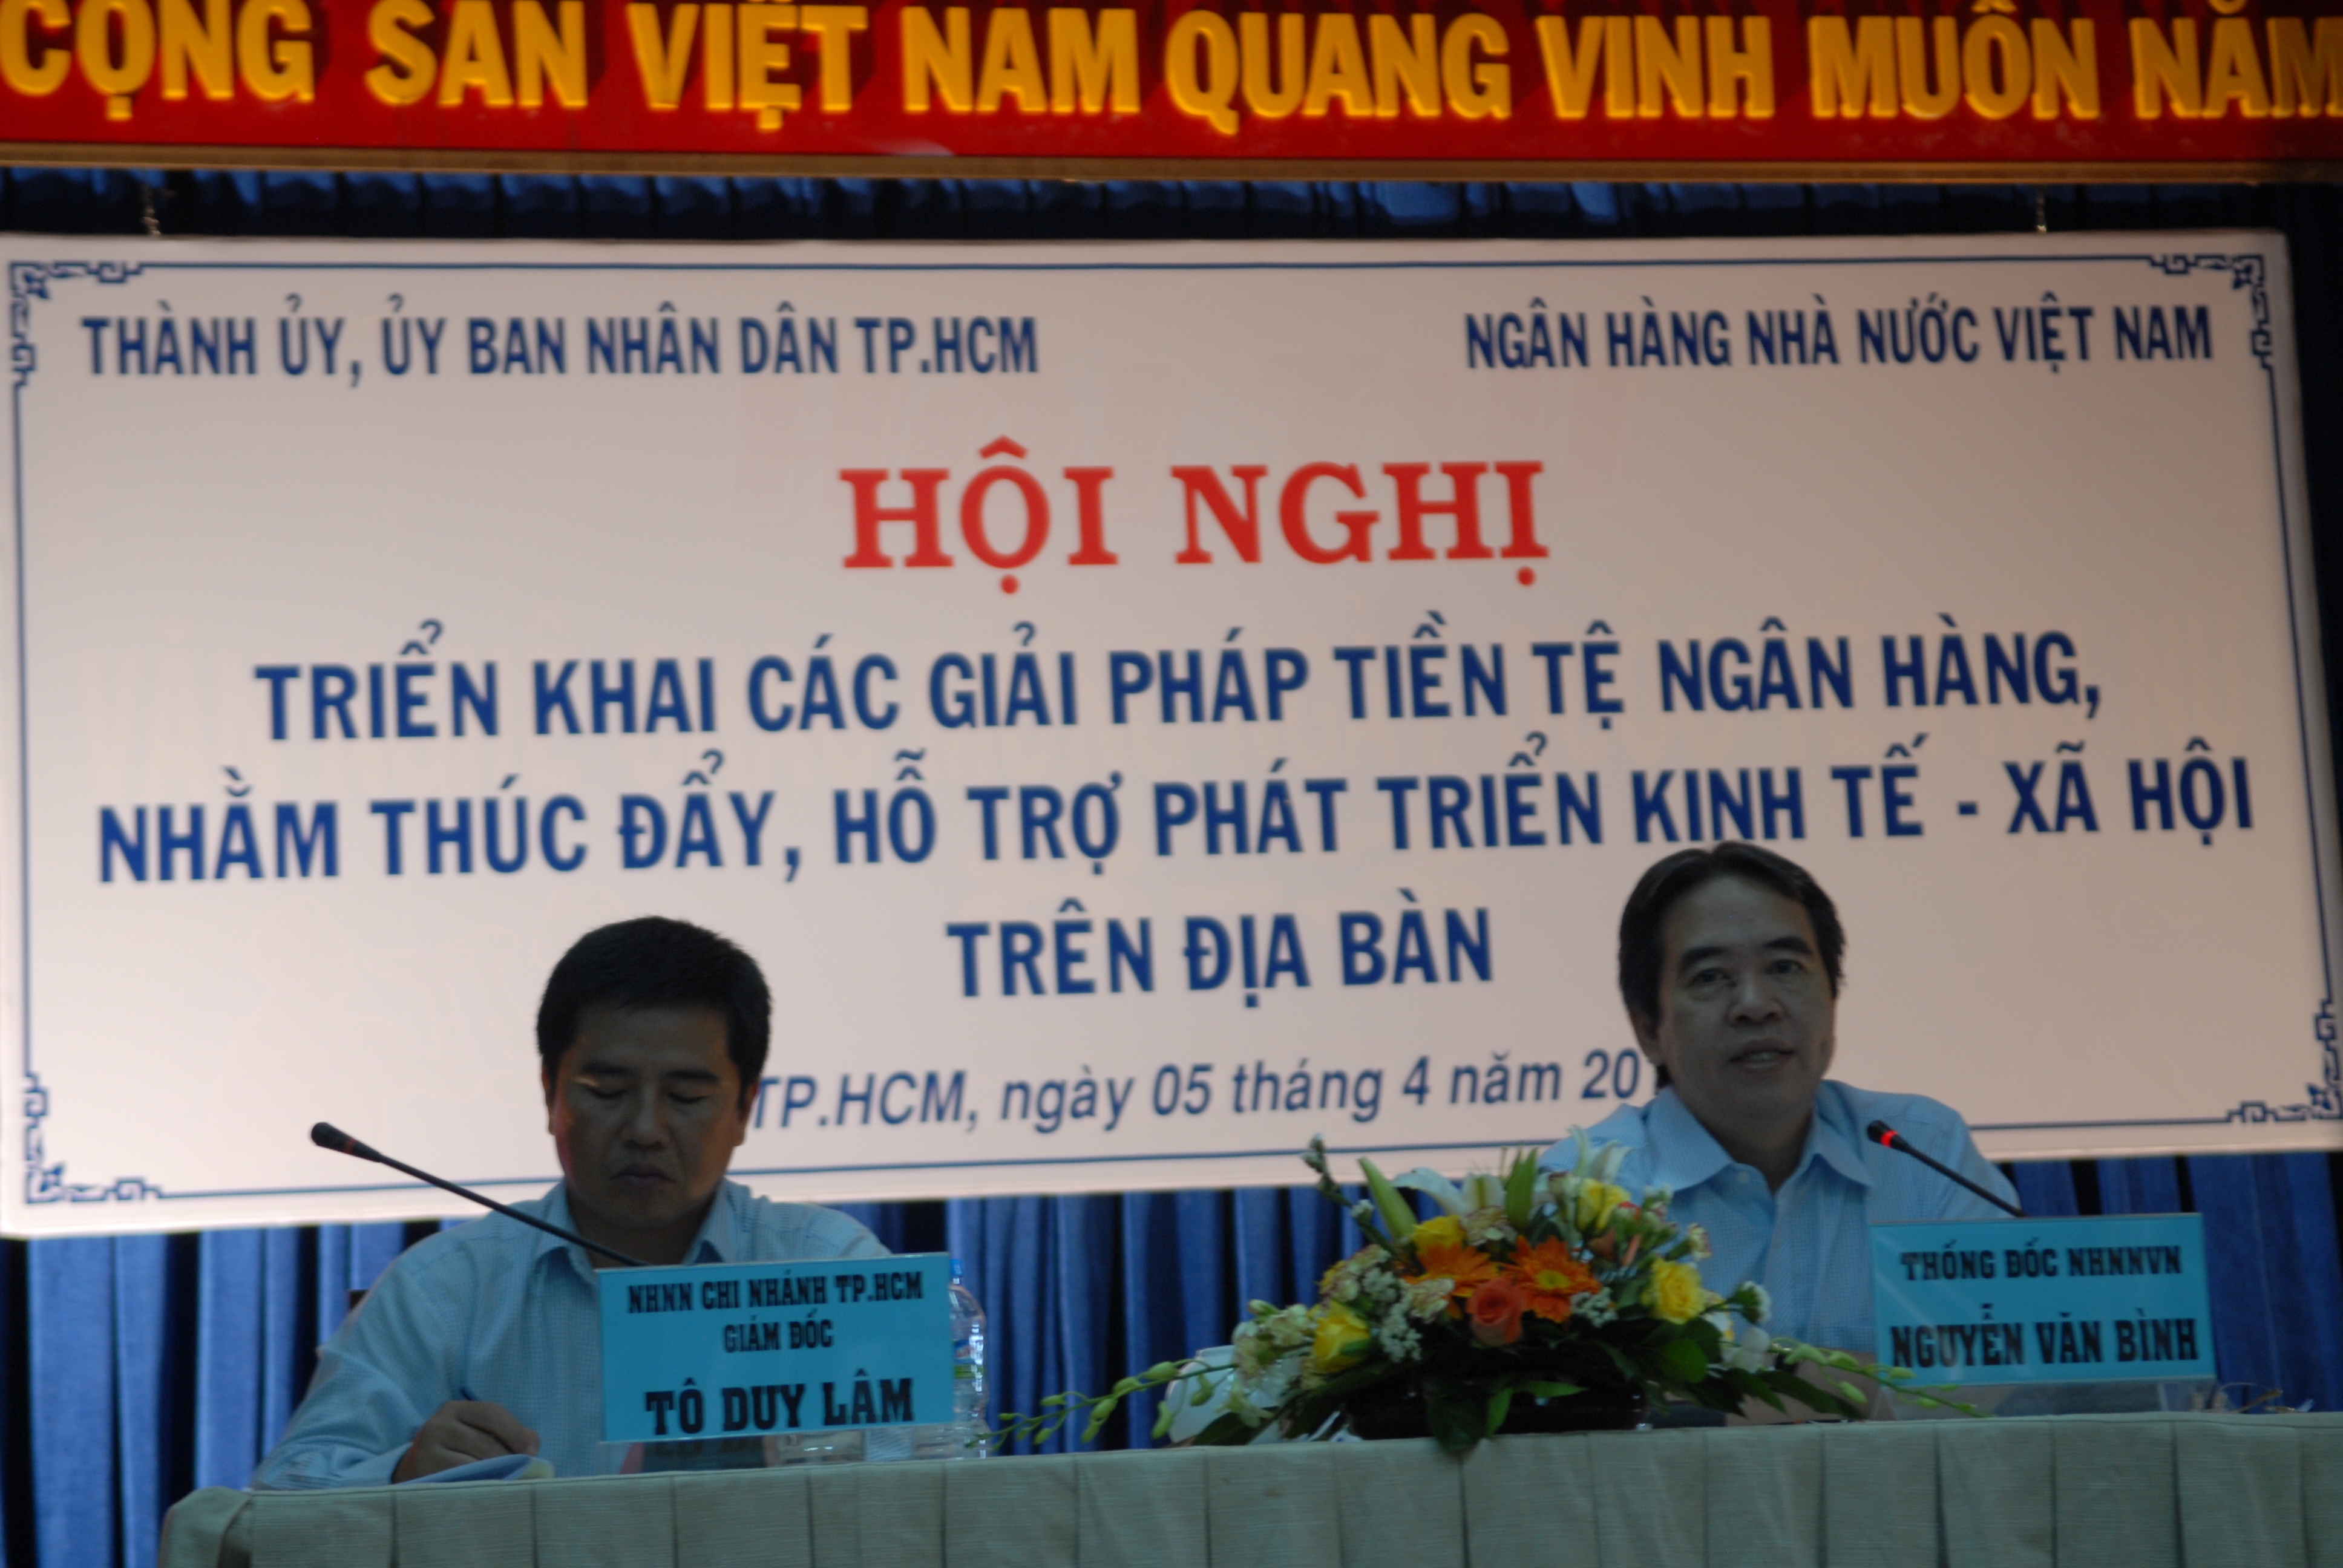 CỘNG SẢN VIỆT NAM QUANG VINH MUÔN NĂM
THÀNH ỦY, ỦY BAN NHÂN DÂN TP.HCM
NGÂN HÀNG NHÀ NƯỚC VIỆT NAM
HỘI NGHỊ
TRIỂN KHAI CÁC GIẢI PHÁP TIỀN TỆ NGÂN HÀNG,
NHẰM THÚC ĐẨY, HỖ TRỢ PHÁT TRIỂN KINH TẾ - XÃ HỘI
TRÊN ĐỊA BÀN
TP.HCM, ngày 05 tháng 4 năm 20
NHNN CHI NHÁNH TP.HCM
GIÁM ĐỐC
TÔ DUY LÂM
THỐNG ĐỐC NHNNVN
NGUYỄN VĂN BÌNH